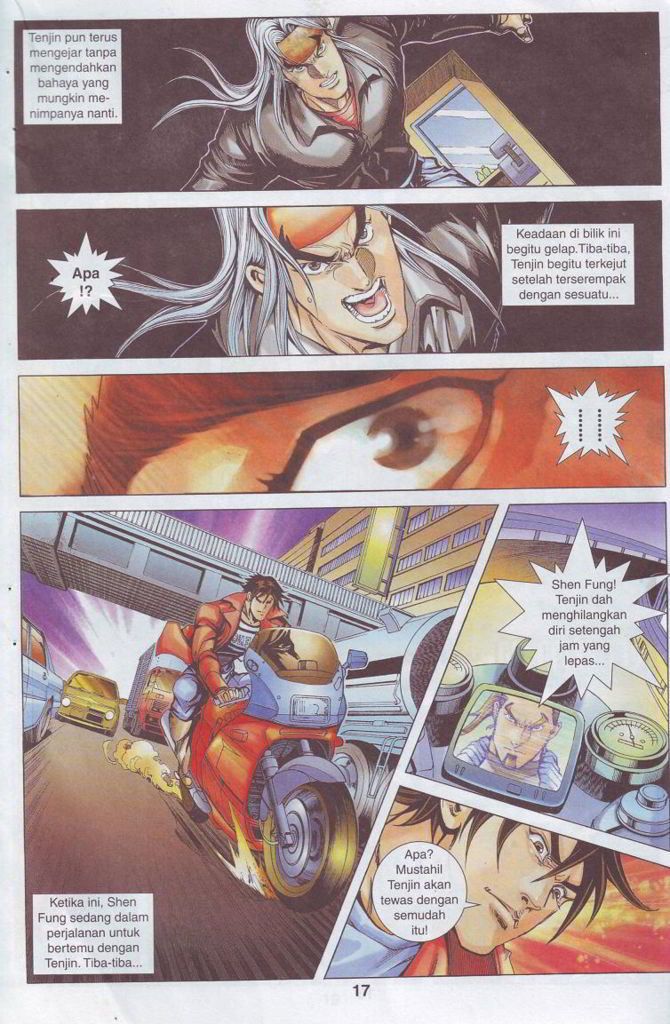 Tenjin pun terus
mengejar tanpa
mengendahkan
bahaya yang
mungkin me-
nimpanya nanti.
Apa
!?
Keadaan di bilik ini
begitu gelap.Tiba-tiba,
Tenjin begitu terkejut
setelah terserempak
dengan sesuatu...
!!
Shen Fung!
Tenjin dah
menghilangkan
diri setengah
jam yang
lepas...
Apa?
Mustahil
Tenjin akan
tewas dengan
semudah
itu!
Ketika ini, Shen
Fung sedang dalam
perjalanan untuk
bertemu dengan
Tenjin. Tiba-tiba...
17